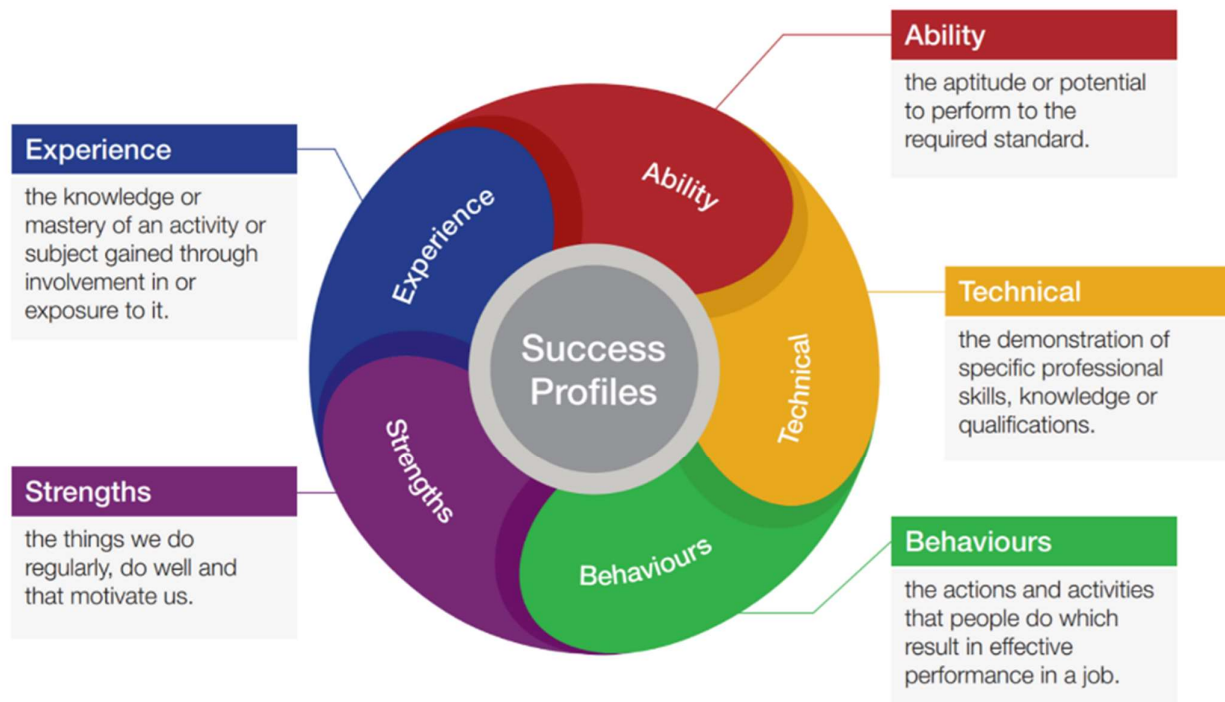 Ability
the aptitude or potential
to perform to the
required standard.
Experience
the knowledge or
mastery of an activity or
subject gained through
involvement in or
exposure to it.
Ability
Experience
Technical
the demonstration of
specific professional
skills, knowledge or
qualifications.
Success
Profiles
Technical
Strengths
Strengths
the things we do
regularly, do well and
that motivate us.
Behaviours
Behaviours
the actions and activities
that people do which
result in effective
performance in a job.